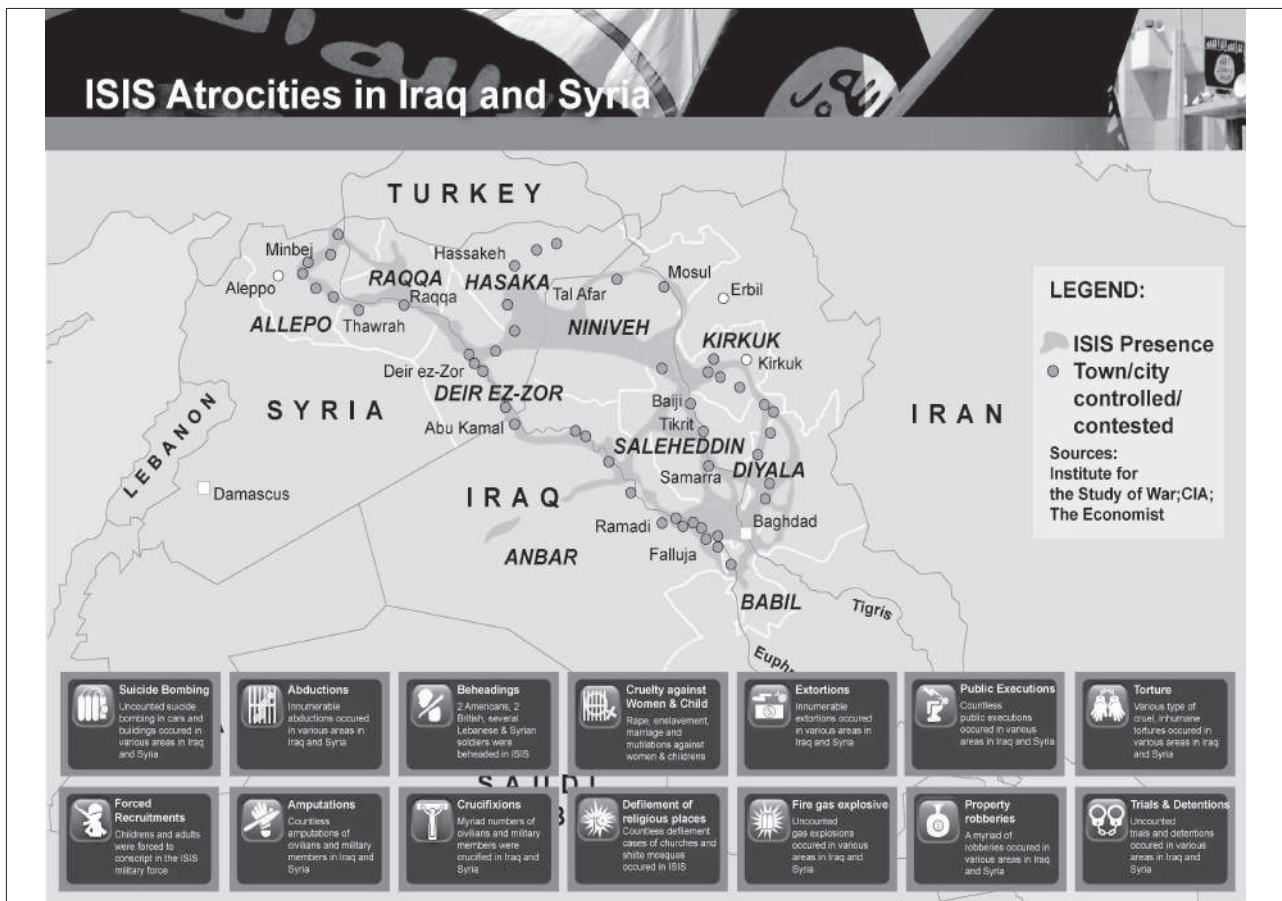 ISIS Atrocities in Iraq and Syria
TURKEY
Minbej
Hassakeh
Mosul
RAQQA
HASAKA
Aleppo
Raqqa
Tal Afar
Erbil
ALLEPO
Thawrah
NINIVEH
KIRKUK
Kirkuk
Deir ez-Zor
DEIR EZ-ZOR
Baiji
SYRIA
Abu Kamal
Tikrit
IRAN
SALEHEDDIN
LEBANON
Samarra
DIYALA
Damascus
IRAQ
Ramadi
Baghdad
ANBAR
Falluja
BABIL
Tigris
LEGEND:
ISIS Presence
Town/city
controlled/
contested
Sources:
Institute for
the Study of War;CIA;
The Economist
Suicide Bombing
Uncounted suicide
bombing in cars and
buildings occured in
various areas in Iraq
and Syria
Abductions
Innumerable
abductions occured
in various areas in
Iraq and Syria
Beheadings
2 Americans, 2
British, several
Lebanese & Syrian
soldiers were
beheaded in ISIS
Cruelty against
Women & Child
Rape, enslavement,
marriage and
mutilations against
women & childrens
Extortions
Innumerable
extortions occured
in various areas in
Iraq and Syria
Public Executions
Countless
public executions
occured in various
areas in Iraq and Syria
Torture
Various type of
cruel, inhumane
tortures occured in
various areas in Iraq
and Syria
SAUDI
Forced
Recruitments
Childrens and adults
were forced to
conscript in the ISIS
military force
Amputations
Countless
amputations of
civilians and military
members in Iraq and
Syria
Crucifixions
Myriad numbers of
civilians and military
members were
crucified in Iraq and
Syria
Defilement of
religious places
Countless defilement
cases of churches and
shiite mosques
occured in ISIS
Fire gas explosive
Uncounted
gas explosions
occured in various
areas in Iraq and
Syria
Property
robberies
A myriad of
robberies occured in
various areas in Iraq
and Syria
Trials & Detentions
Uncounted
trials and detentions
occured in various
areas in Iraq and
Syria